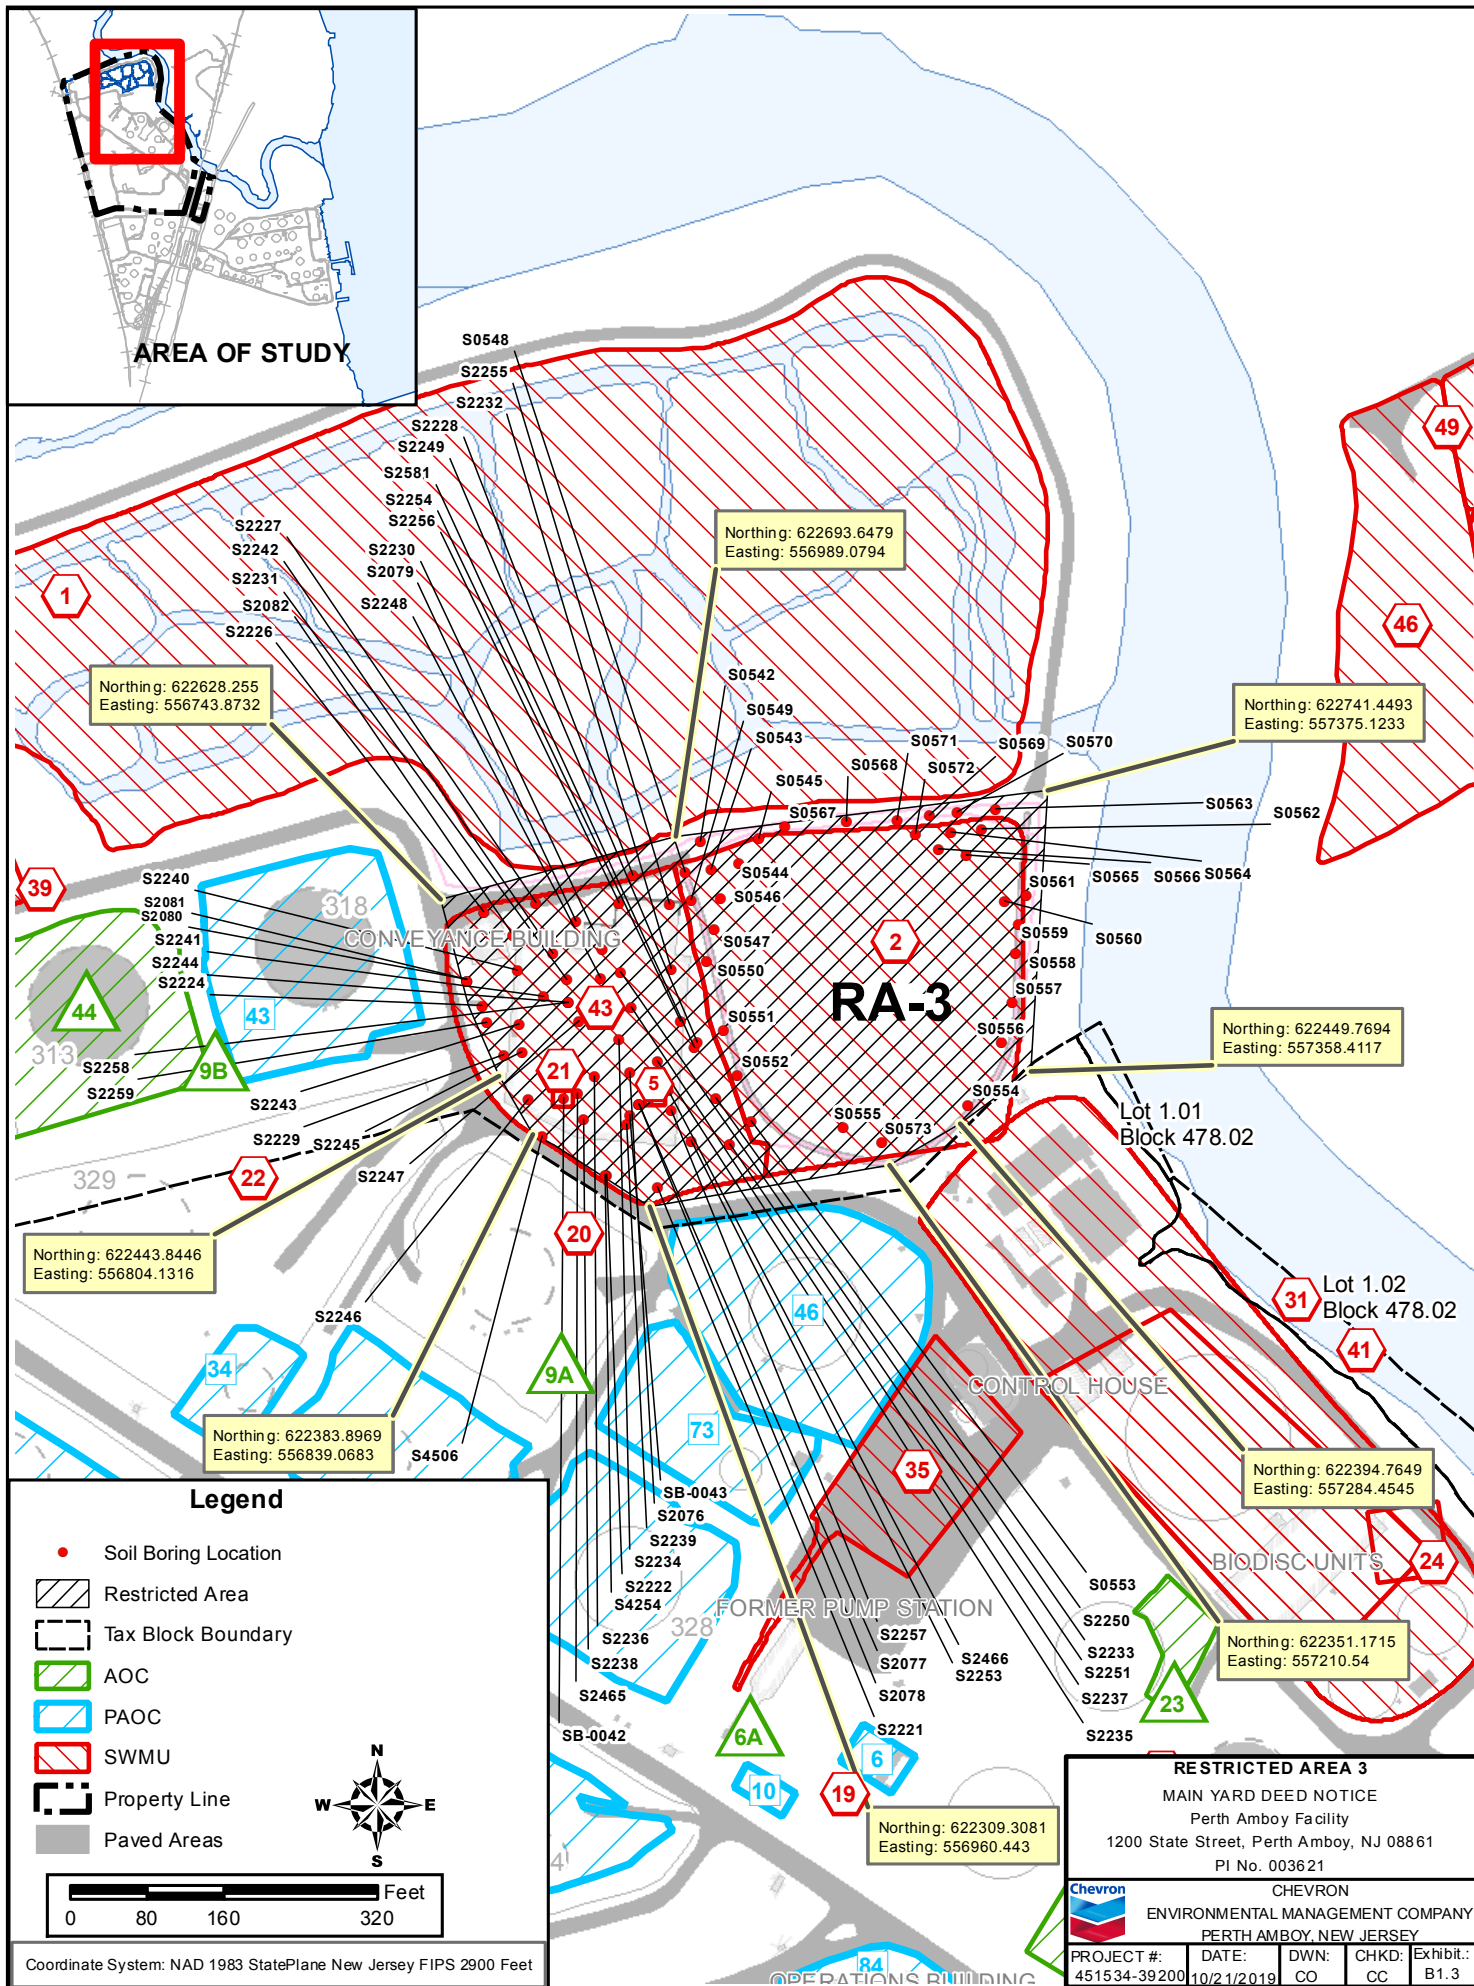 AREA OF STUDY
S0548
S2255
S2232
S2228
S2249
S2581
S2254
S2256
S2227
S2242
S2231
S2082
S2226
S2230
S2079
S2248
Northing: 622693.6479
Easting: 556989.0794
49
46
1
Northing: 622628.255
Easting: 556743.8732
S0542
S0549
S0543
S0545
S0567
S0568
S0571
S0572
S0569
S0570
Northing: 622741.4493
Easting: 557375.1233
S0563
S0562
S0565
S0566
S0564
S0561
S0560
S0559
S0558
S0557
S0556
S0544
S0546
S0547
S0550
S0551
S0552
39
S2240
S2081
S2080
S2241
S2244
S2224
318
CONVEYANCE BUILDING
2
RA-3
43
44
43
313
9B
21
5
S2258
S2259
S2243
S2229
S2245
S2247
22
329
S0554
S0555
S0573
Northing: 622449.7694
Easting: 557358.4117
Lot 1.01
Block 478.02
Northing: 622443.8446
Easting: 556804.1316
20
31
Lot 1.02
Block 478.02
41
S2246
46
34
9A
CONTROL HOUSE
73
Northing: 622383.8969
Easting: 556839.0683
S4506
35
Northing: 622394.7649
Easting: 557284.4545
SB-0043
S2076
S2239
S2234
S2222
S4254
S2236
S2238
S2465
SB-0042
328
FORMER PUMP STATION
BIODISC UNITS
24
S0553
S2250
S2233
S2251
S2237
S2235
S2257
S2077
S2078
S2221
S2466
S2253
Northing: 622351.1715
Easting: 557210.54
23
6A
6
10
19
Northing: 622309.3081
Easting: 556960.443
84
OPERATIONS BUILDING
Legend
Soil Boring Location
Restricted Area
Tax Block Boundary
AOC
PAOC
SWMU
Property Line
Paved Areas
N
W E
S
Feet
0 80 160 320
Coordinate System: NAD 1983 StatePlane New Jersey FIPS 2900 Feet
RESTRICTED AREA 3
MAIN YARD DEED NOTICE
Perth Amboy Facility
1200 State Street, Perth Amboy, NJ 08861
PI No. 003621
Chevron
CHEVRON
ENVIRONMENTAL MANAGEMENT COMPANY
PERTH AMBOY, NEW JERSEY
PROJECT #: 451534-39200
DATE: 10/21/2019
DWN: CO
CHKD: CC
Exhibit.: B1.3